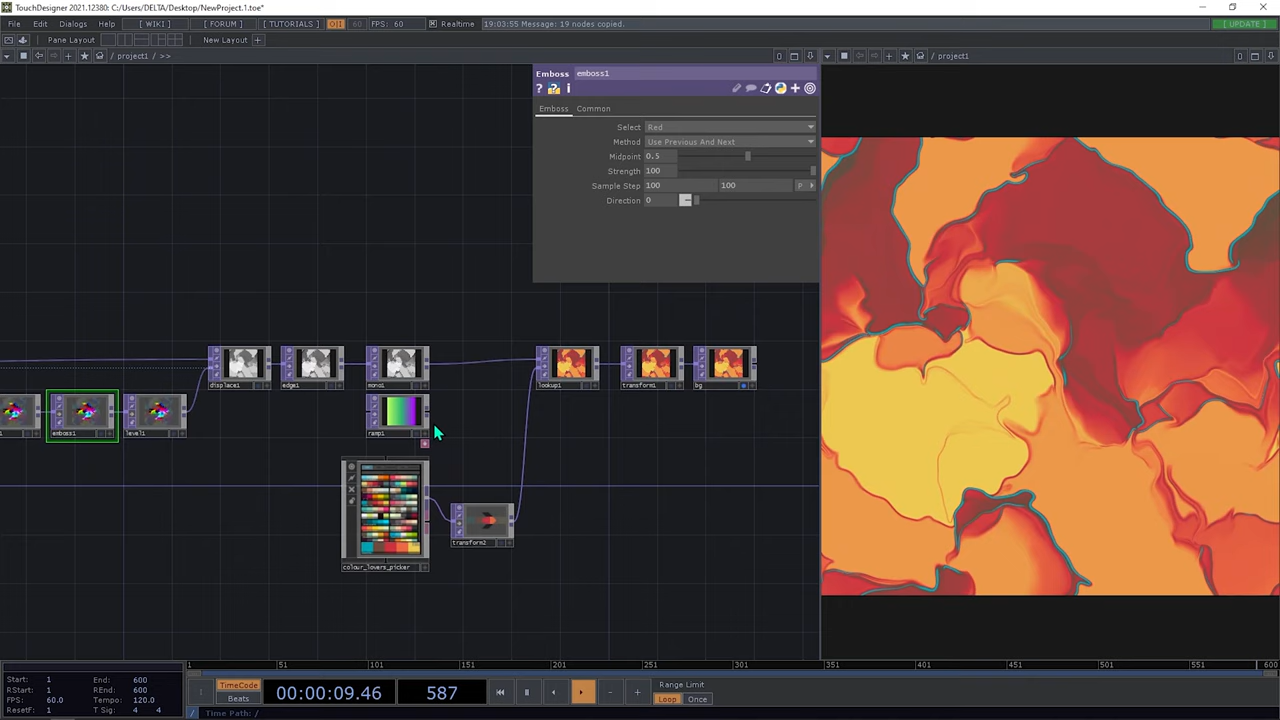 TouchDesigner 2021.12380: C:/Users/DELTA/Desktop/NewProject.1.toe*
File Edit Dialogs Help [ WIKI ] [ FORUM ] [ TUTORIALS ] FPS: 60 Realtime 19:03:55 Message: 19 nodes copied. [ UPDATE ]
Pane Layout New Layout +
/ project1 / >> 0
/ project1 0
Emboss emboss1
? i
Emboss Common
Select Red
Method Use Previous And Next
Midpoint 0.5
Strength 100
Sample Step 100 100 P
Direction 0
displace1 edge1 mono1 lookup1 transform1 bg
emboss1 level1 ramp1
transform2
colour_lovers_picker
1 51 101 151 201 251 301 351 401 451 501 551 600
Start: 1 End: 600
RStart: 1 REnd: 600
FPS: 60.0 Tempo: 120.0
ResetF: 1 T Sig: 4 4
TimeCode
Beats
00:00:09.46 587
Range Limit
Loop Once
/ Time Path: /